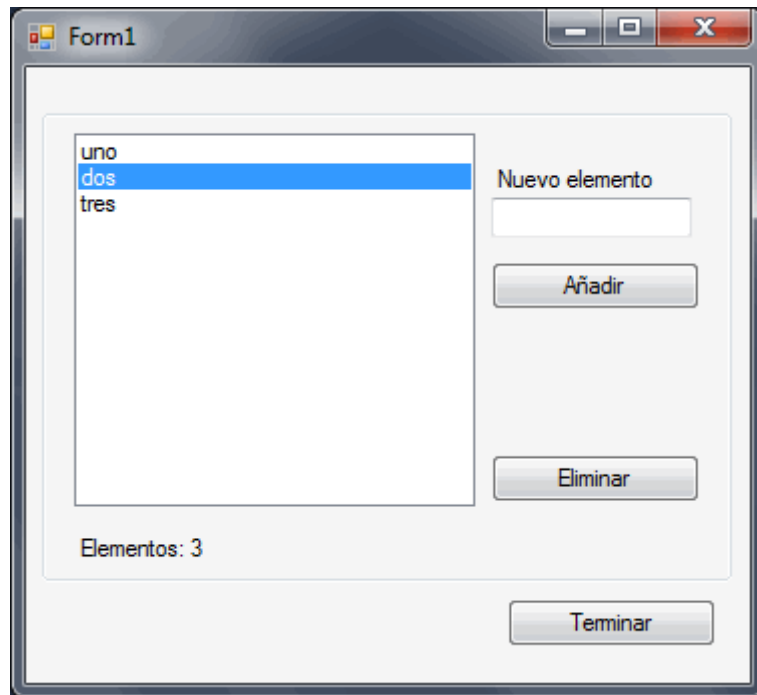 Form1
uno
dos
tres
Nuevo elemento
Añadir
Eliminar
Elementos: 3
Terminar